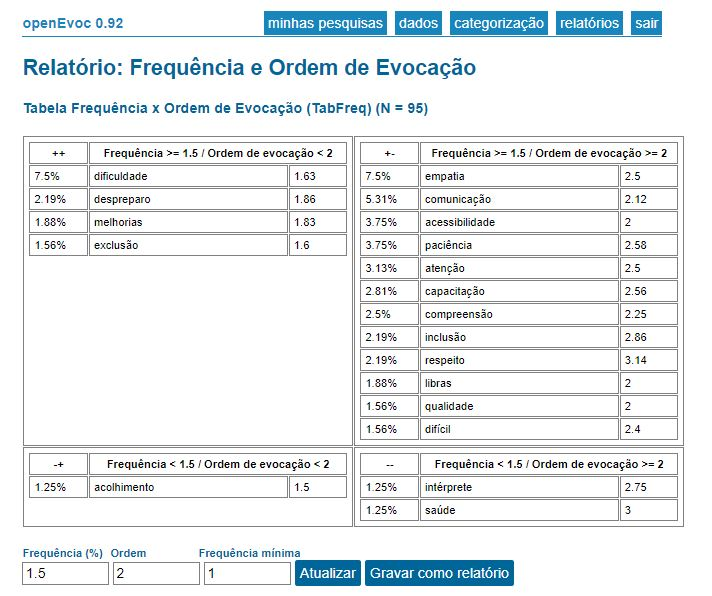 openEvoc 0.92 minhas pesquisas dados categorização relatórios sair
Relatório: Frequência e Ordem de Evocação
Tabela Frequência x Ordem de Evocação (TabFreq) (N = 95)
++ Frequência >= 1.5 / Ordem de evocação < 2
7.5% dificuldade 1.63
2.19% despreparo 1.86
1.88% melhorias 1.83
1.56% exclusão 1.6
+- Frequência >= 1.5 / Ordem de evocação >= 2
7.5% empatia 2.5
5.31% comunicação 2.12
3.75% acessibilidade 2
3.75% paciência 2.58
3.13% atenção 2.5
2.81% capacitação 2.56
2.5% compreensão 2.25
2.19% inclusão 2.86
2.19% respeito 3.14
1.88% libras 2
1.56% qualidade 2
1.56% difícil 2.4
-+ Frequência < 1.5 / Ordem de evocação < 2
1.25% acolhimento 1.5
-- Frequência < 1.5 / Ordem de evocação >= 2
1.25% intérprete 2.75
1.25% saúde 3
Frequência (%) Ordem Frequência mínima
1.5 2 1 Atualizar Gravar como relatório